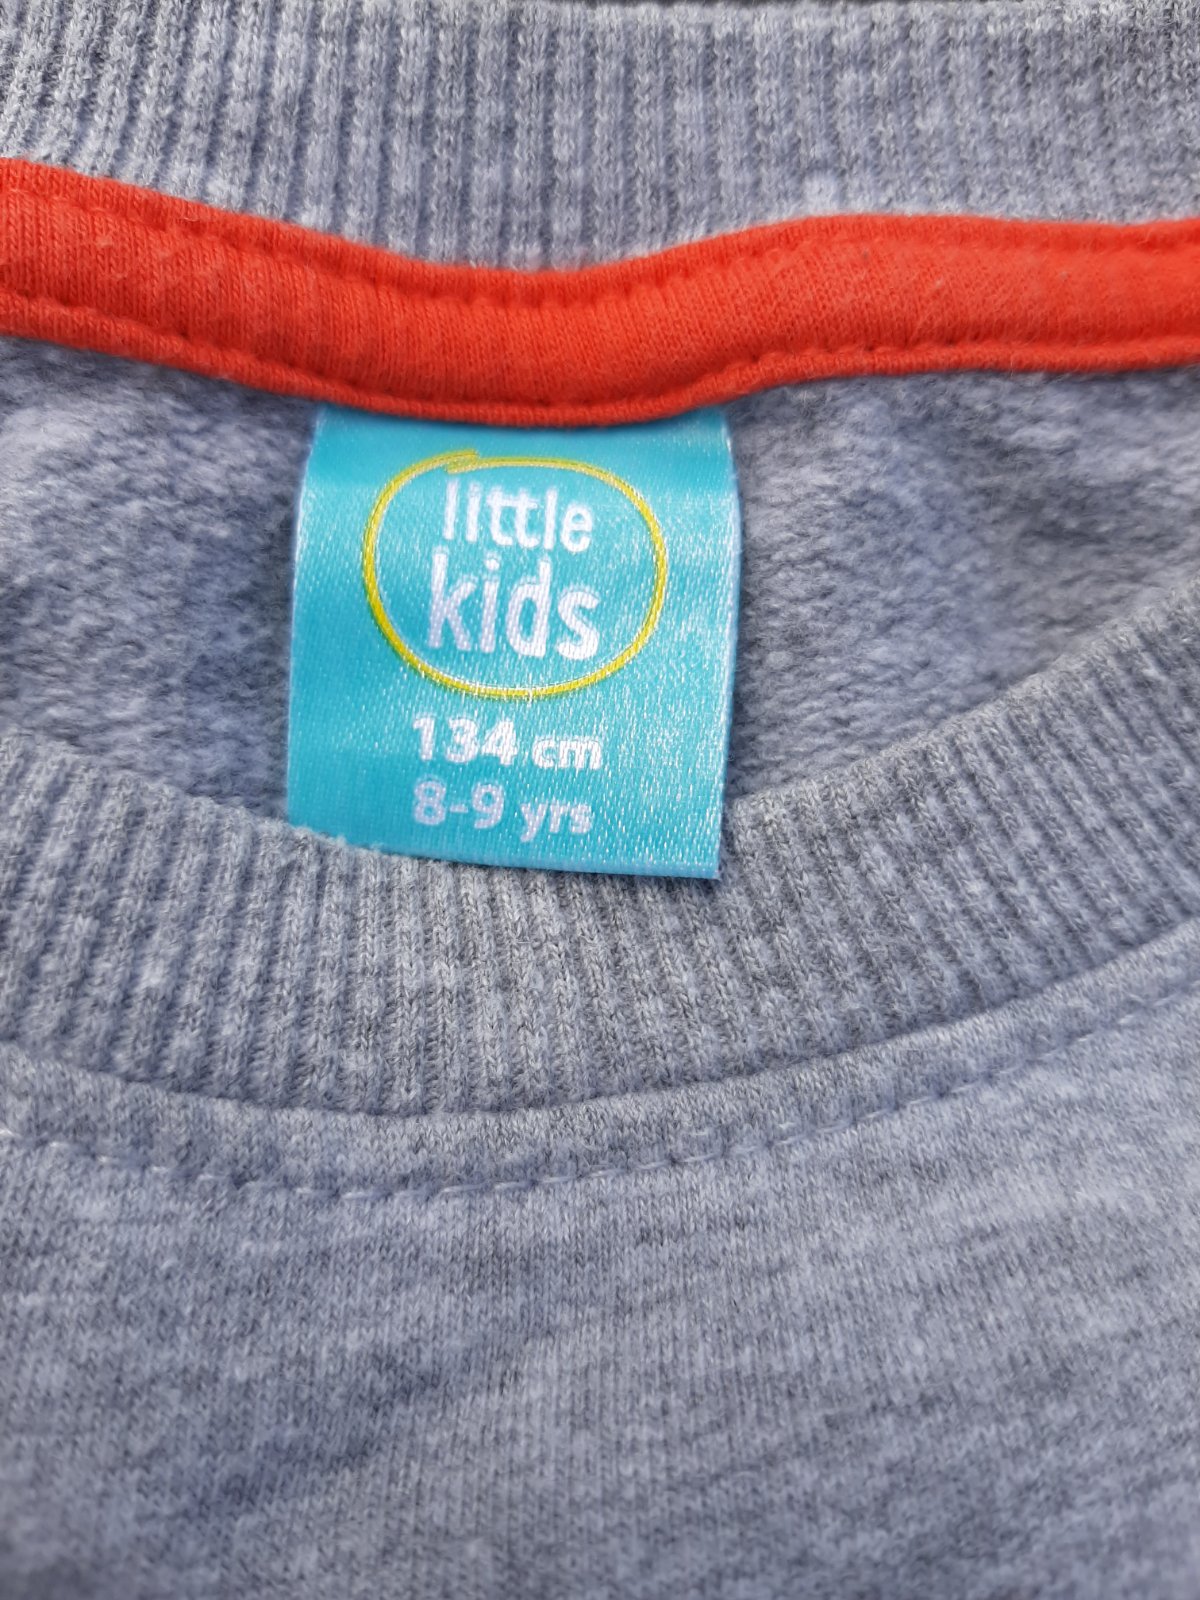 little
kids
134 cm
8-9 yrs